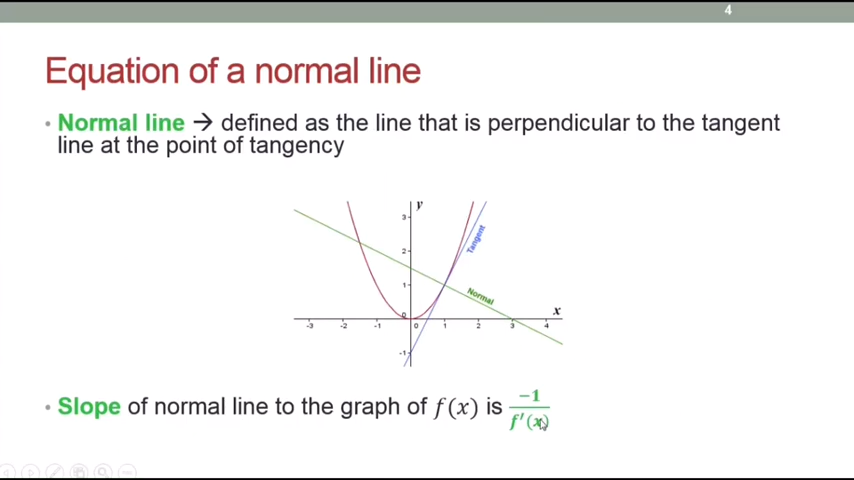 4
Equation of a normal line
• Normal line → defined as the line that is perpendicular to the tangent
line at the point of tangency
y
3
2
1
0
-1
Tangent
Normal
x
-3 -2 -1 0 1 2 3 4
• Slope of normal line to the graph of f(x) is −1/f′(x)